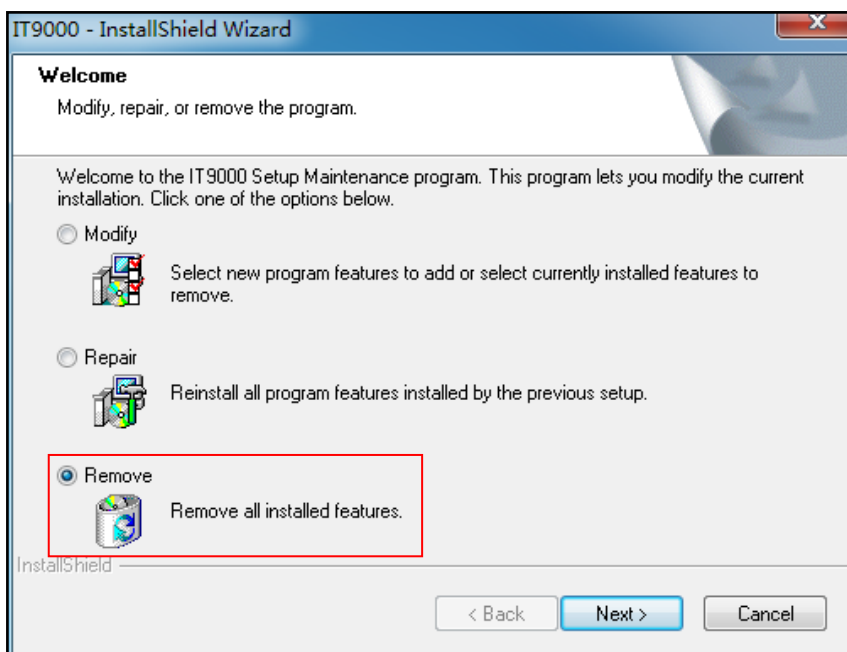 IT9000 - InstallShield Wizard
Welcome
Modify, repair, or remove the program.
Welcome to the IT9000 Setup Maintenance program. This program lets you modify the current
installation. Click one of the options below.
Modify
Select new program features to add or select currently installed features to
remove.
Repair
Reinstall all program features installed by the previous setup.
Remove
Remove all installed features.
InstallShield
< Back Next > Cancel